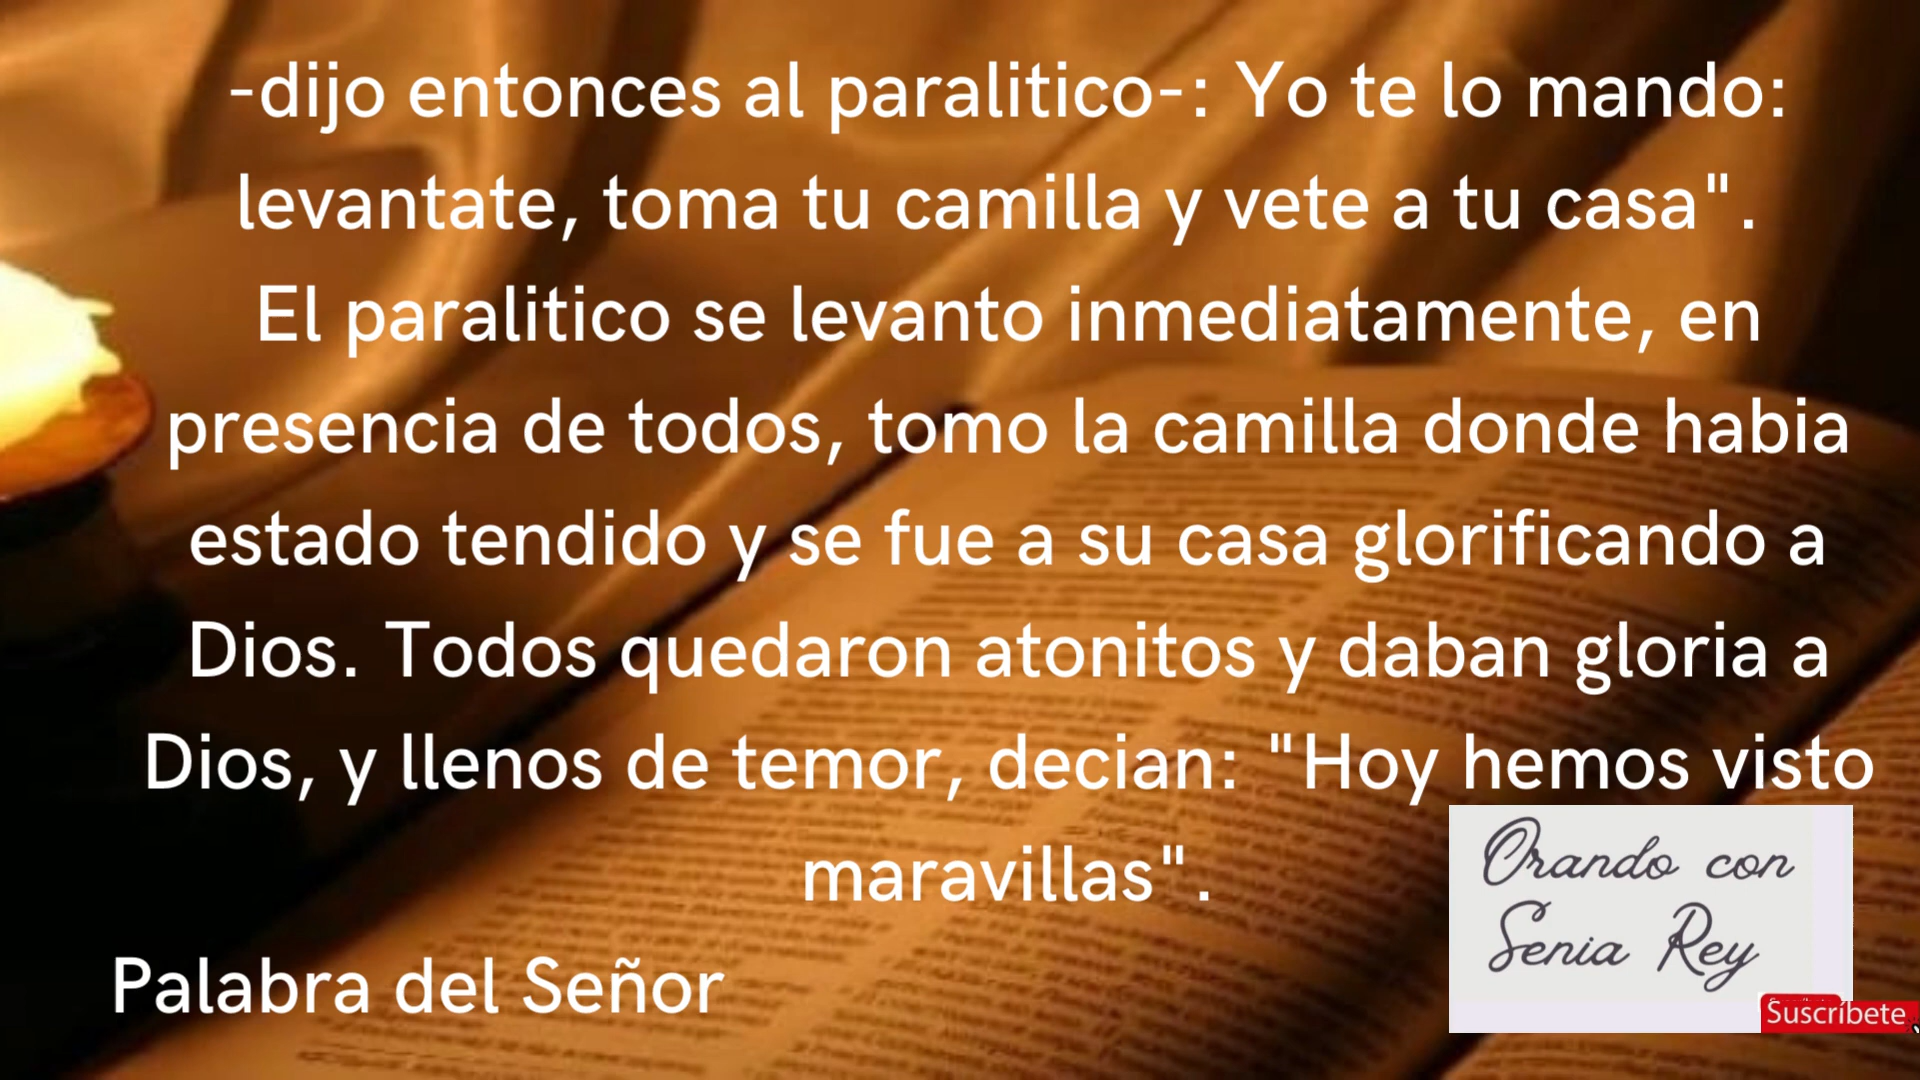 -dijo entonces al paralitico-: Yo te lo mando:
levantate, toma tu camilla y vete a tu casa".
El paralitico se levanto inmediatamente, en
presencia de todos, tomo la camilla donde habia
estado tendido y se fue a su casa glorificando a
Dios. Todos quedaron atonitos y daban gloria a
Dios, y llenos de temor, decian: "Hoy hemos visto
maravillas".
Palabra del Señor
Orando con
Senia Rey
Suscríbete